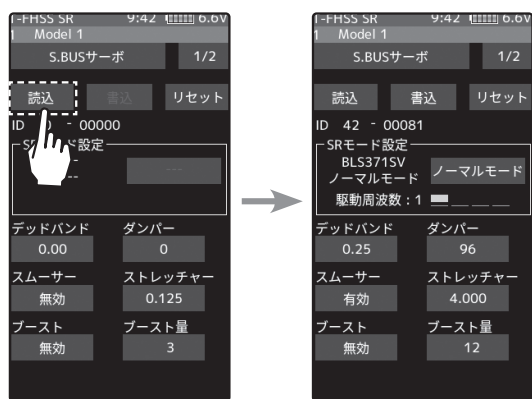 T-FHSS SR 9:42 6.6V
1 Model 1
S.BUSサーボ 1/2
読込 書込 リセット
ID 0 - 00000
設定
---
デッドバンド ダンパー
0.00 0
スムーサー ストレッチャー
無効 0.125
ブースト ブースト量
無効 3
T-FHSS SR 9:42 6.6V
1 Model 1
S.BUSサーボ 1/2
読込 書込 リセット
ID 42 - 00081
SRモード設定
BLS371SV
ノーマルモード ノーマルモード
駆動周波数:1
デッドバンド ダンパー
0.25 96
スムーサー ストレッチャー
有効 4.000
ブースト ブースト量
無効 12